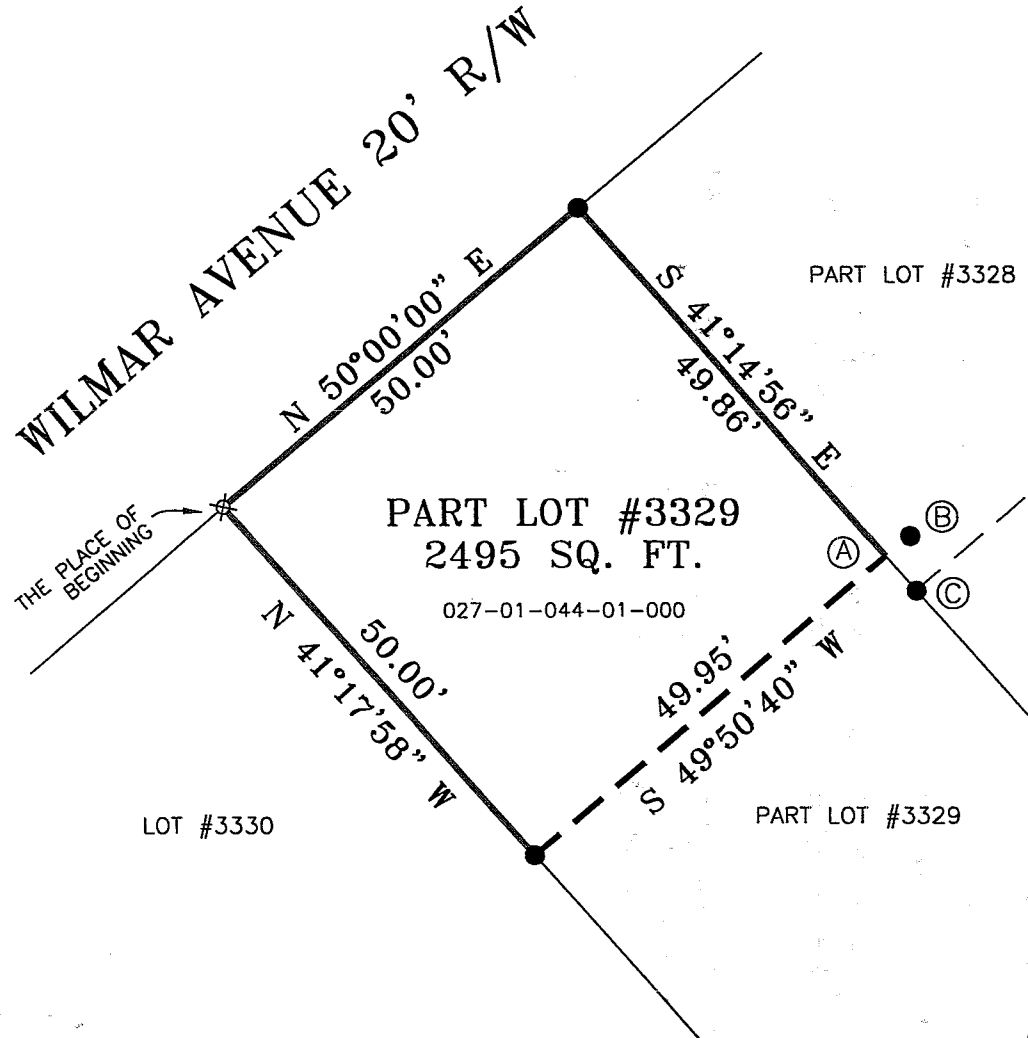 WILMAR AVENUE 20' R/W
N 50°00'00" E
50.00'
S 41°14'56" E
49.86'
PART LOT #3328
THE PLACE OF
BEGINNING
PART LOT #3329
2495 SQ. FT.
027-01-044-01-000
A
B
C
50.00'
N 41°17'58" W
49.95'
S 49°50'40" W
LOT #3330
PART LOT #3329